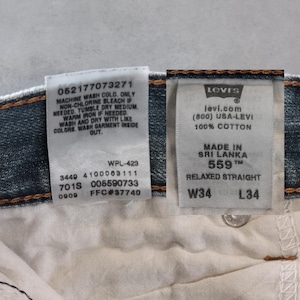 052177073271
MACHINE WASH COLD. ONLY
NON-CHLORINE BLEACH IF
NEEDED. TUMBLE DRY MEDIUM.
WARM IRON IF NEEDED
WASH AND DRY WITH LIKE
COLORS. WASH GARMENT INSIDE
OUT.
WPL-423
3449 4100063111
701S 005590733
0909 FFC#37740
LEVI'S
levi.com
(800) USA-LEVI
100% COTTON
MADE IN
SRI LANKA
559™
RELAXED STRAIGHT
W34 L34